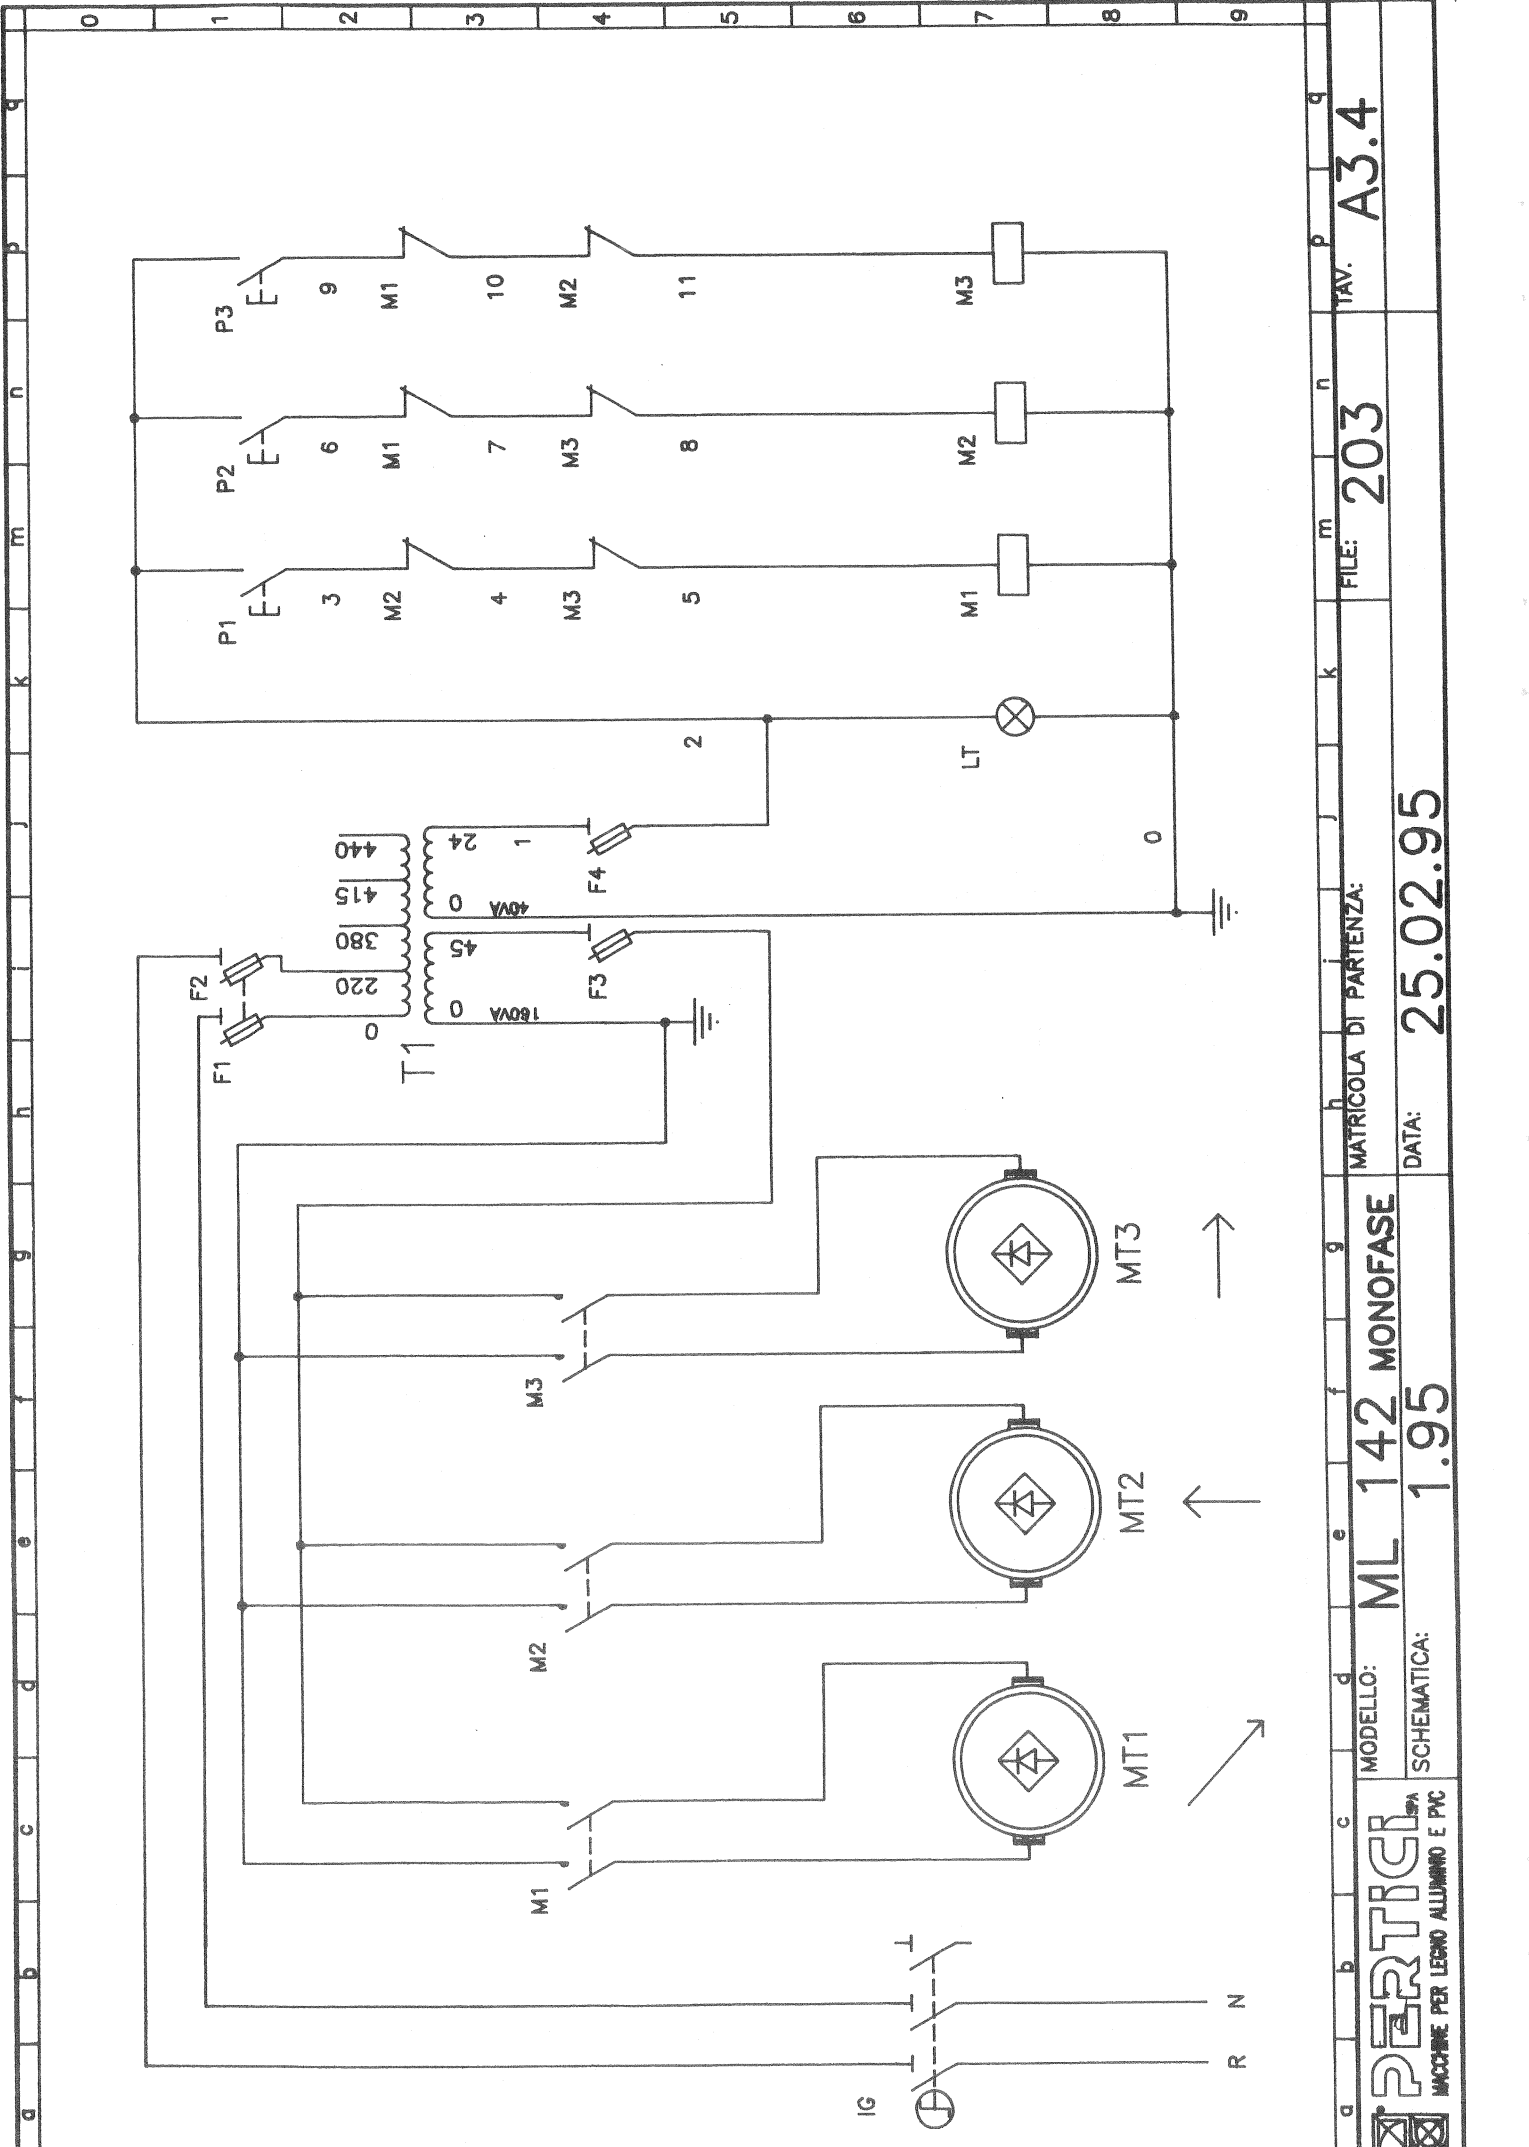 0 1 2 3 4 5 6 7 8 9
a b c d e f g h i j k m n p q
IG
R
N
M1
M2
M3
MT1
MT2
MT3
F1
F2
T1
0 220 380 415 440
0 45
160VA
0 24
40VA
1
F3
F4
2
LT
0
P1
3
M2
4
M3
5
M1
P2
6
M1
7
M3
8
M2
P3
9
M1
10
M2
11
M3
a b c d e f g h i j k m n p q
PERTICI SPA
MACCHINE PER LEGNO ALLUMINIO E PVC
MODELLO: ML 142 MONOFASE
MATRICOLA DI PARTENZA:
FILE: 203
TAV. A3.4
SCHEMATICA: 1.95
DATA: 25.02.95